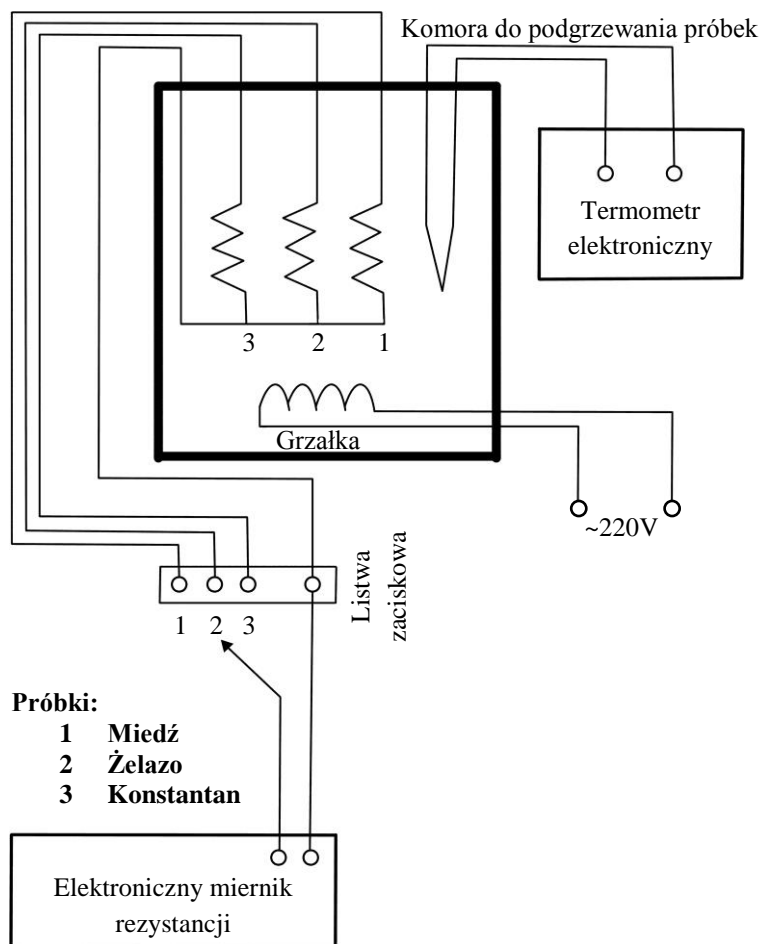 Komora do podgrzewania próbek
Termometr
elektroniczny
3 2 1
Grzałka
~220V
Listwa
zaciskowa
1 2 3
Próbki:
1 Miedź
2 Żelazo
3 Konstantan
Elektroniczny miernik
rezystancji